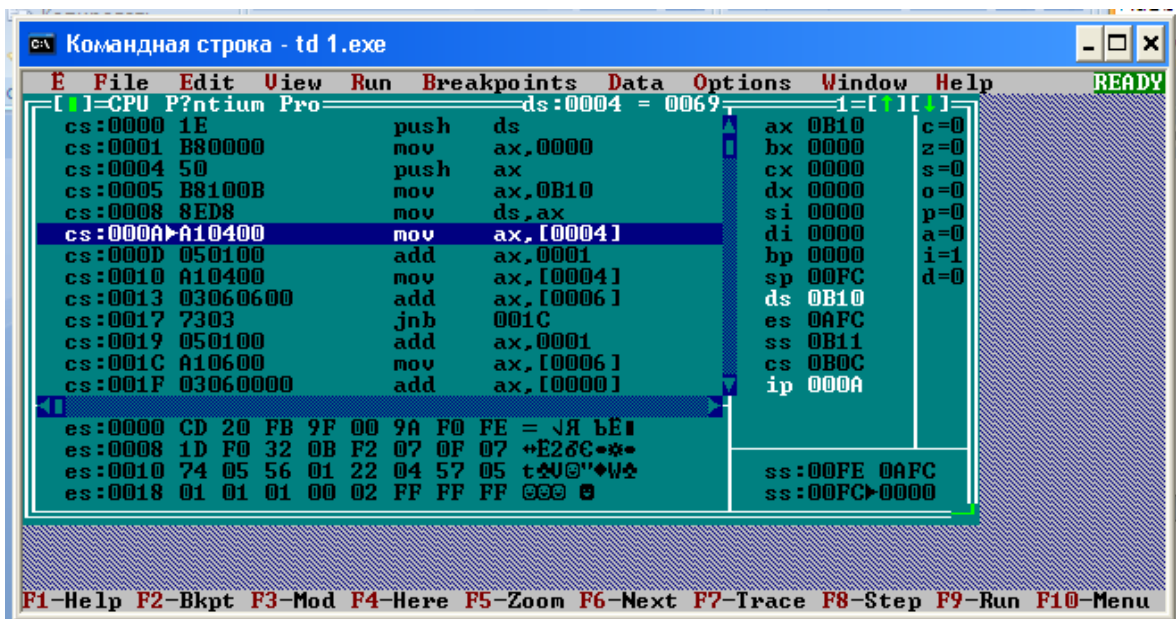 Командная строка - td 1.exe
Ё File Edit View Run Breakpoints Data Options Window Help READY
=[▮]=CPU P?ntium Pro ds:0004 = 0069 1=[↑][↓]=
cs:0000 1E push ds ax 0B10 c=0
cs:0001 B80000 mov ax,0000 bx 0000 z=0
cs:0004 50 push ax cx 0000 s=0
cs:0005 B8100B mov ax,0B10 dx 0000 o=0
cs:0008 8ED8 mov ds,ax si 0000 p=0
cs:000A►A10400 mov ax,[0004] di 0000 a=0
cs:000D 050100 add ax,0001 bp 0000 i=1
cs:0010 A10400 mov ax,[0004] sp 00FC d=0
cs:0013 03060600 add ax,[0006] ds 0B10
cs:0017 7303 jnb 001C es 0AFC
cs:0019 050100 add ax,0001 ss 0B11
cs:001C A10600 mov ax,[0006] cs 0B0C
cs:001F 03060000 add ax,[0000] ip 000A
es:0000 CD 20 FB 9F 00 9A F0 FE = √Я ЪЁ■
es:0008 1D F0 32 0B F2 07 0F 07 ↔Ё2♂Є•☼•
es:0010 74 05 56 01 22 04 57 05 t♣V☺"♦W♣ ss:00FE 0AFC
es:0018 01 01 01 00 02 FF FF FF ☺☺☺ ☻ ss:00FC►0000
F1-Help F2-Bkpt F3-Mod F4-Here F5-Zoom F6-Next F7-Trace F8-Step F9-Run F10-Menu